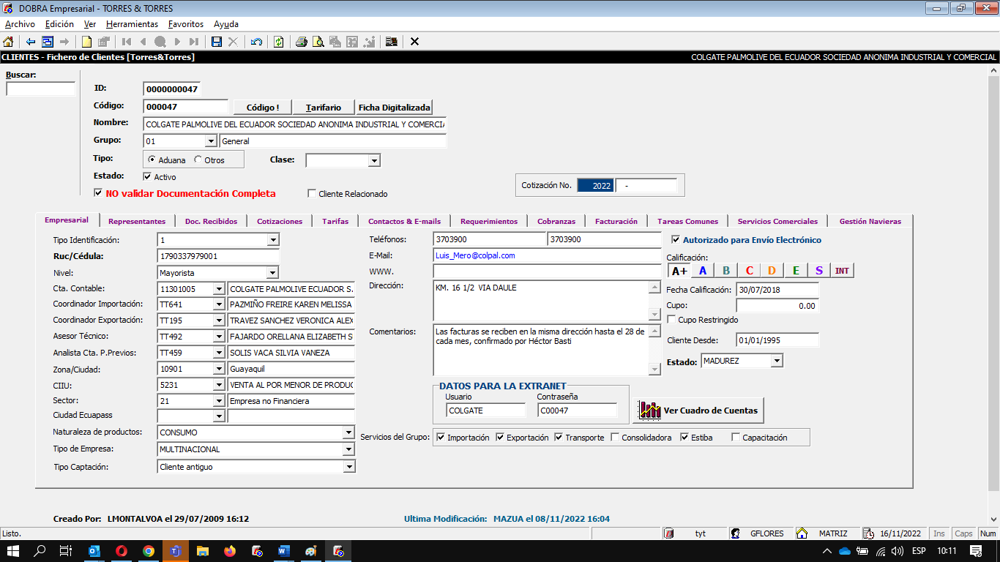 DOBRA Empresarial - TORRES & TORRES
Archivo Edición Ver Herramientas Favoritos Ayuda
CLIENTES - Fichero de Clientes [Torres&Torres] COLGATE PALMOLIVE DEL ECUADOR SOCIEDAD ANONIMA INDUSTRIAL Y COMERCIAL
Buscar:
ID: 0000000047
Código: 000047 Código ! Tarifario Ficha Digitalizada
Nombre: COLGATE PALMOLIVE DEL ECUADOR SOCIEDAD ANONIMA INDUSTRIAL Y COMERCIA
Grupo: 01 General
Tipo: Aduana Otros Clase:
Estado: Activo
Cotización No. 2022 -
NO validar Documentación Completa Cliente Relacionado
Empresarial Representantes Doc. Recibidos Cotizaciones Tarifas Contactos & E-mails Requerimientos Cobranzas Facturación Tareas Comunes Servicios Comerciales Gestión Navieras
Tipo Identificación: 1
Ruc/Cédula: 1790337979001
Nivel: Mayorista
Cta. Contable: 11301005 COLGATE PALMOLIVE ECUADOR S.
Coordinador Importación: TT641 PAZMIÑO FREIRE KAREN MELISSA
Coordinador Exportación: TT195 TRAVEZ SANCHEZ VERONICA ALEX
Asesor Técnico: TT492 FAJARDO ORELLANA ELIZABETH S
Analista Cta. P.Previos: TT459 SOLIS VACA SILVIA VANEZA
Zona/Ciudad: 10901 Guayaquil
CIIU: 5231 VENTA AL POR MENOR DE PRODUC
Sector: 21 Empresa no Financiera
Ciudad Ecuapass
Naturaleza de productos: CONSUMO
Tipo de Empresa: MULTINACIONAL
Tipo Captación: Cliente antiguo
Teléfonos: 3703900 3703900
E-Mail: Luis_Mero@colpal.com
WWW.
Dirección: KM. 16 1/2 VIA DAULE
Comentarios: Las facturas se reciben en la misma dirección hasta el 28 de
cada mes, confirmado por Héctor Basti
DATOS PARA LA EXTRANET
Usuario Contraseña
COLGATE C00047
Ver Cuadro de Cuentas
Servicios del Grupo: Importación Exportación Transporte Consolidadora Estiba Capacitación
Autorizado para Envío Electrónico
Calificación:
A+ A B C D E S INT
Fecha Calificación: 30/07/2018
Cupo: 0.00
Cupo Restringido
Cliente Desde: 01/01/1995
Estado: MADUREZ
Creado Por: LMONTALVOA el 29/07/2009 16:12 Ultima Modificación: MAZUA el 08/11/2022 16:04
Listo. tyt GFLORES MATRIZ 16/11/2022 Ins Caps Num
ESP 10:11